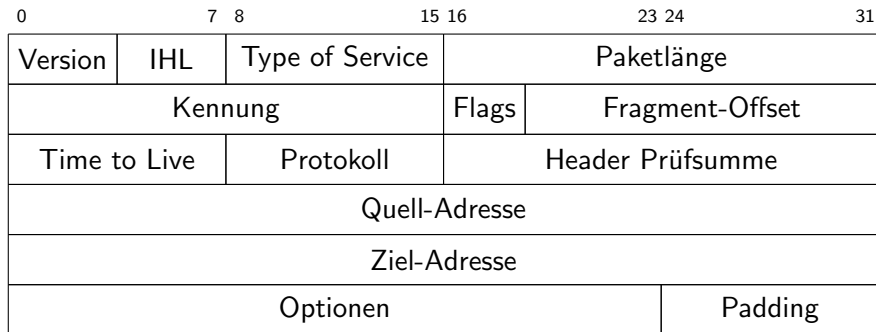 0 7 8 15 16 23 24 31
Version IHL Type of Service Paketlänge
Kennung Flags Fragment-Offset
Time to Live Protokoll Header Prüfsumme
Quell-Adresse
Ziel-Adresse
Optionen Padding